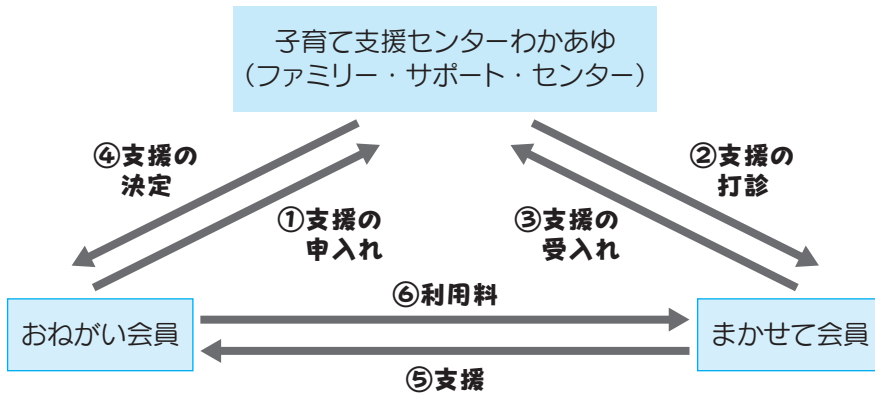 子育て支援センターわかあゆ
（ファミリー・サポート・センター）
④支援の
決定
①支援の
申入れ
③支援の
受入れ
②支援の
打診
⑥利用料
おねがい会員
まかせて会員
⑤支援